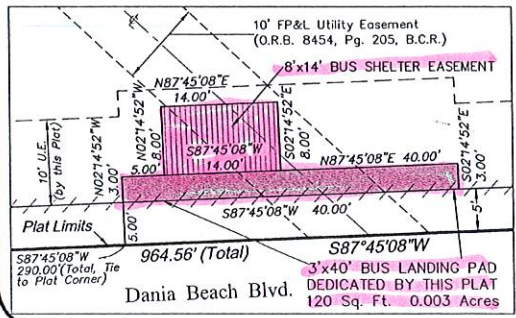 10' FP&L Utility Easement
(O.R.B. 8454, Pg. 205, B.C.R.)
8'x14' BUS SHELTER EASEMENT
N87°45'08"E
14.00'
N02°14'52"W
8.00'
S87°45'08"W
14.00'
S02°14'52"E
8.00'
5.00'
N87°45'08"E 40.00'
N02°14'52"W
3.00'
S02°14'52"E
3.00'
10' U.E.
(by this Plat)
S87°45'08"W 40.00'
5'
Plat Limits
5.00'
S87°45'08"W
290.00'(Total, Tie
to Plat Corner)
964.56' (Total)
S87°45'08"W
Dania Beach Blvd.
3'x40' BUS LANDING PAD
DEDICATED BY THIS PLAT
120 Sq. Ft. 0.003 Acres